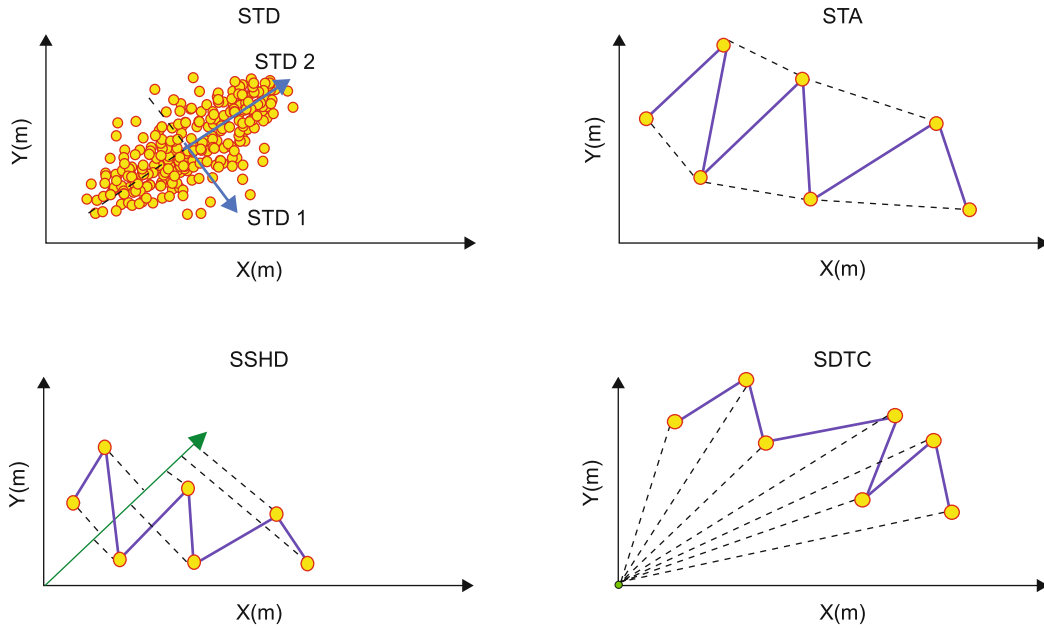 STD
STD 2
Y(m)
STD 1
X(m)
STA
Y(m)
X(m)
SSHD
Y(m)
X(m)
SDTC
Y(m)
X(m)